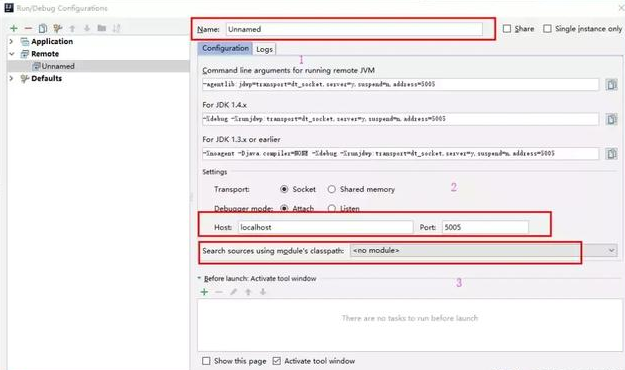 Run/Debug Configurations
Name: Unnamed
Share
Single instance only
Application
Remote
Unnamed
Defaults
Configuration
Logs
1
Command line arguments for running remote JVM
-agentlib:jdwp=transport=dt_socket,server=y,suspend=n,address=5005
For JDK 1.4.x
-Xdebug -Xrunjdwp:transport=dt_socket,server=y,suspend=n,address=5005
For JDK 1.3.x or earlier
-Xnoagent -Djava.compiler=NONE -Xdebug -Xrunjdwp:transport=dt_socket,server=y,suspend=n,address=5005
Settings
Transport: Socket Shared memory
2
Debugger mode: Attach Listen
Host: localhost Port: 5005
Search sources using module's classpath: <no module>
Before launch: Activate tool window
3
There are no tasks to run before launch
Show this page
Activate tool window